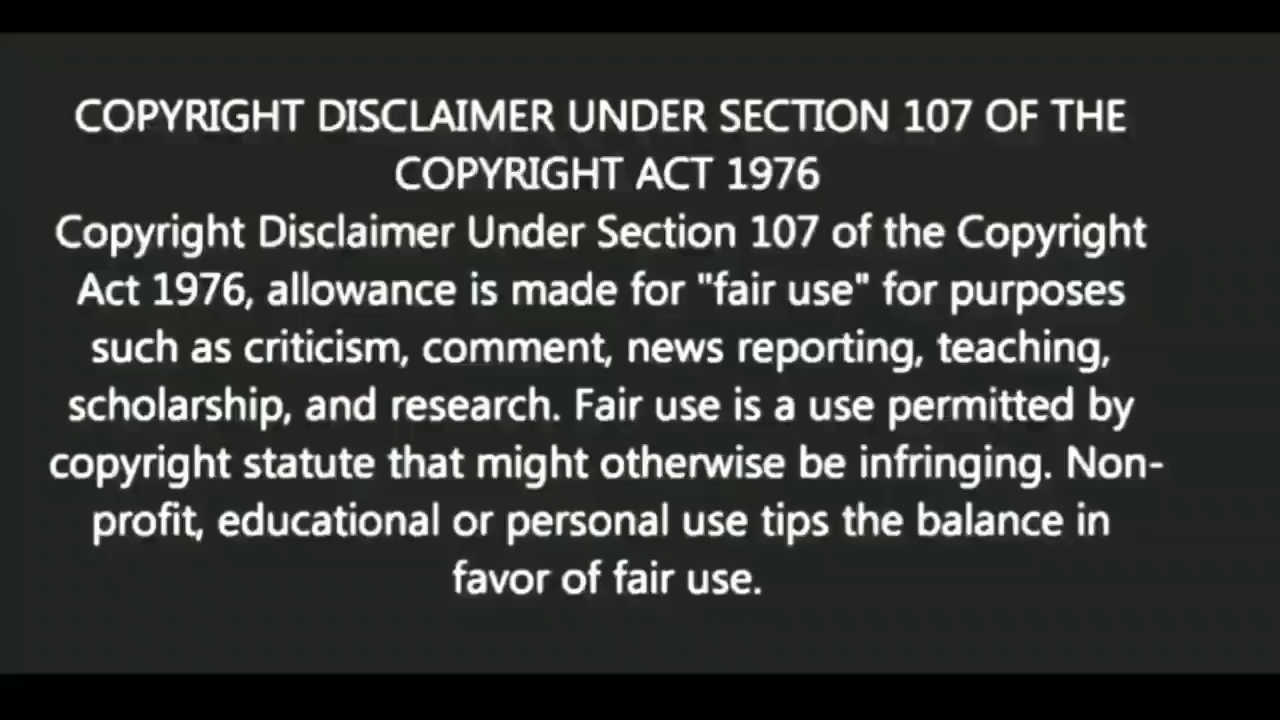 COPYRIGHT DISCLAIMER UNDER SECTION 107 OF THE
COPYRIGHT ACT 1976
Copyright Disclaimer Under Section 107 of the Copyright
Act 1976, allowance is made for "fair use" for purposes
such as criticism, comment, news reporting, teaching,
scholarship, and research. Fair use is a use permitted by
copyright statute that might otherwise be infringing. Non-
profit, educational or personal use tips the balance in
favor of fair use.